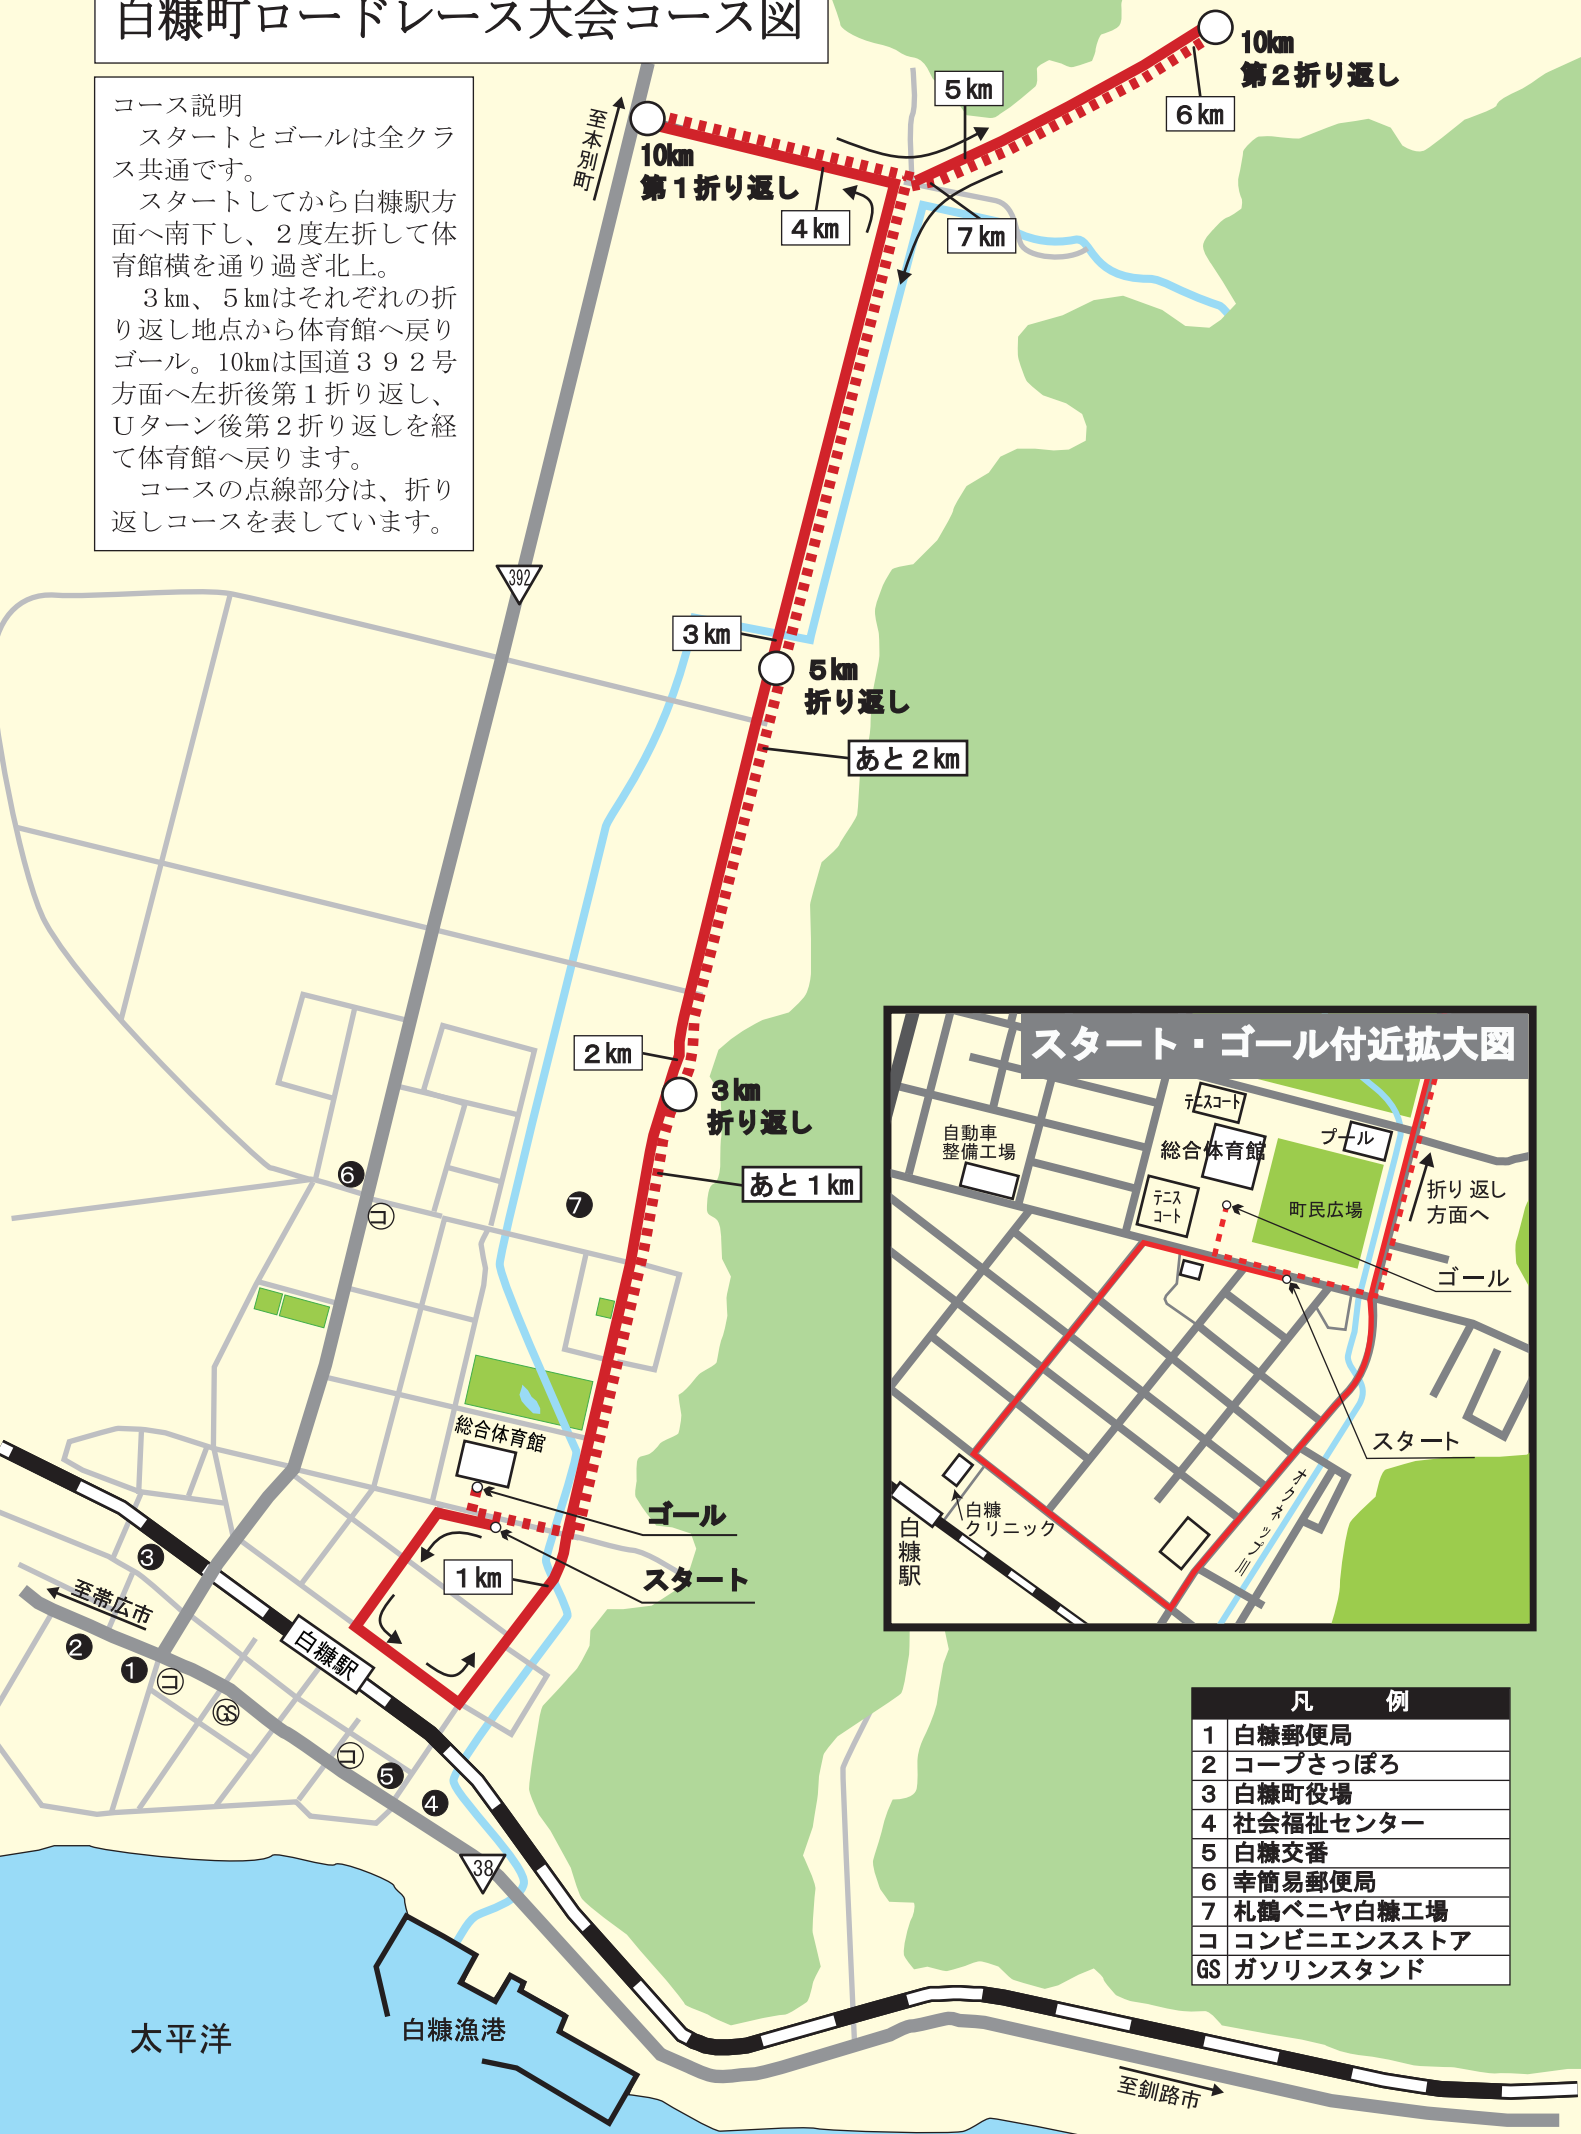 白糠町ロードレース大会コース図
コース説明
　スタートとゴールは全クラ
ス共通です。
　スタートしてから白糠駅方
面へ南下し、２度左折して体
育館横を通り過ぎ北上。
　３km、５kmはそれぞれの折
り返し地点から体育館へ戻り
ゴール。10kmは国道３９２号
方面へ左折後第１折り返し、
Ｕターン後第２折り返しを経
て体育館へ戻ります。
　コースの点線部分は、折り
返しコースを表しています。
至本別町
10km
第１折り返し
10km
第２折り返し
５km
６km
４km
７km
392
３km
５km
折り返し
あと２km
２km
３km
折り返し
あと１km
6
コ
7
総合体育館
ゴール
スタート
１km
3
至帯広市
2
1
コ
GS
白糠駅
コ
5
4
38
太平洋
白糠漁港
至釧路市
スタート・ゴール付近拡大図
テニスコート
自動車
整備工場
総合体育館
プール
テニス
コート
町民広場
折り返し
方面へ
ゴール
スタート
白糠
クリニック
白糠駅
オクネップ川
凡　例
1 白糠郵便局
2 コープさっぽろ
3 白糠町役場
4 社会福祉センター
5 白糠交番
6 幸簡易郵便局
7 札鶴ベニヤ白糠工場
コ コンビニエンスストア
GS ガソリンスタンド